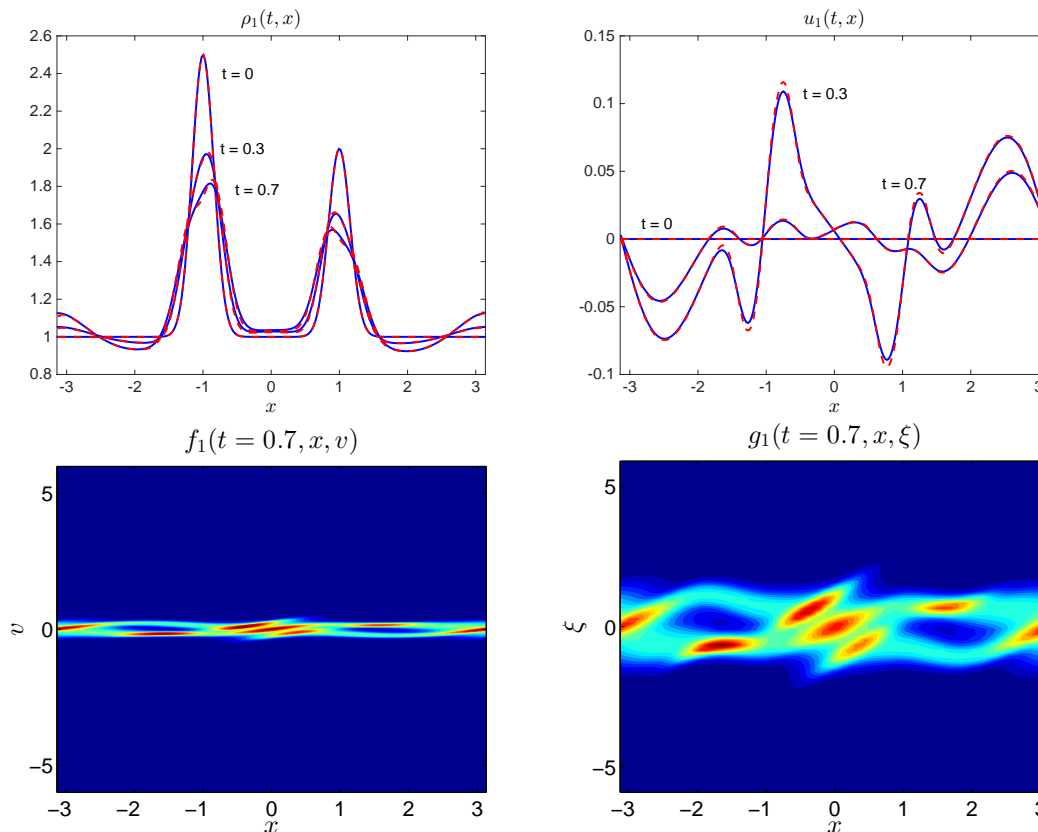 ρ₁(t, x)
2.6
2.4
2.2
2
1.8
1.6
1.4
1.2
1
0.8
t = 0
t = 0.3
t = 0.7
-3 -2 -1 0 1 2 3
x
u₁(t, x)
0.15
0.1
0.05
0
-0.05
-0.1
t = 0.3
t = 0.7
t = 0
-3 -2 -1 0 1 2 3
x
f₁(t = 0.7, x, v)
5
0
−5
v
−3 −2 −1 0 1 2 3
x
g₁(t = 0.7, x, ξ)
5
0
−5
ξ
−3 −2 −1 0 1 2 3
x